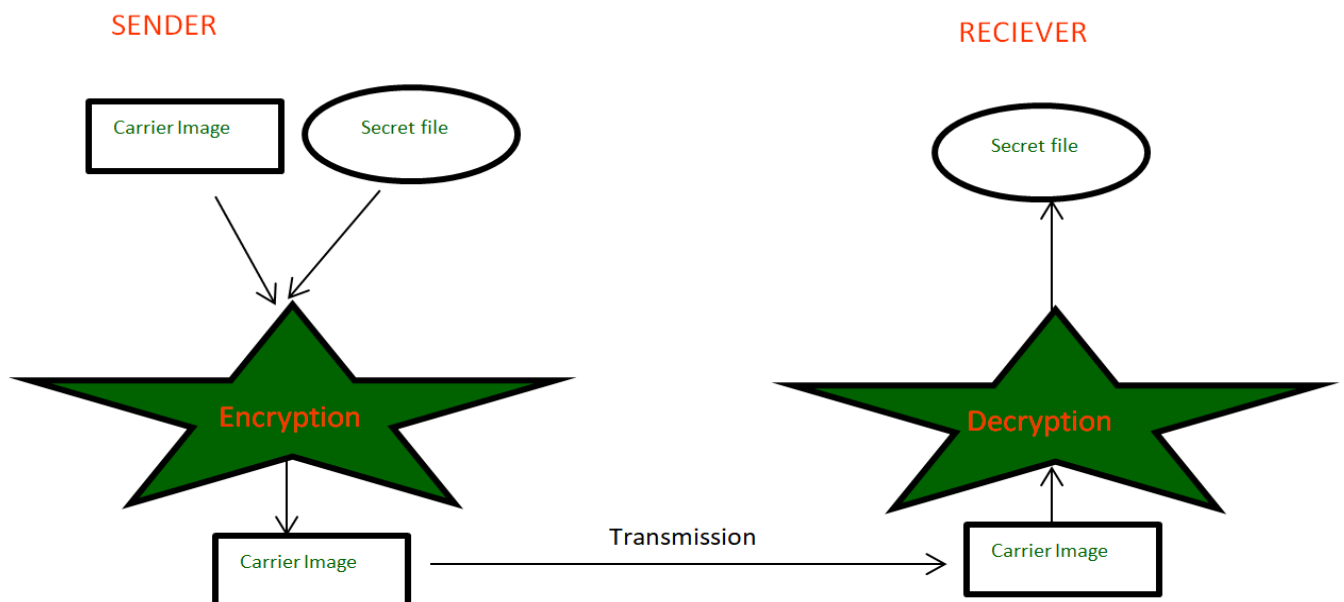 SENDER
RECIEVER
Carrier Image
Secret file
Secret file
Encryption
Decryption
Transmission
Carrier Image
Carrier Image